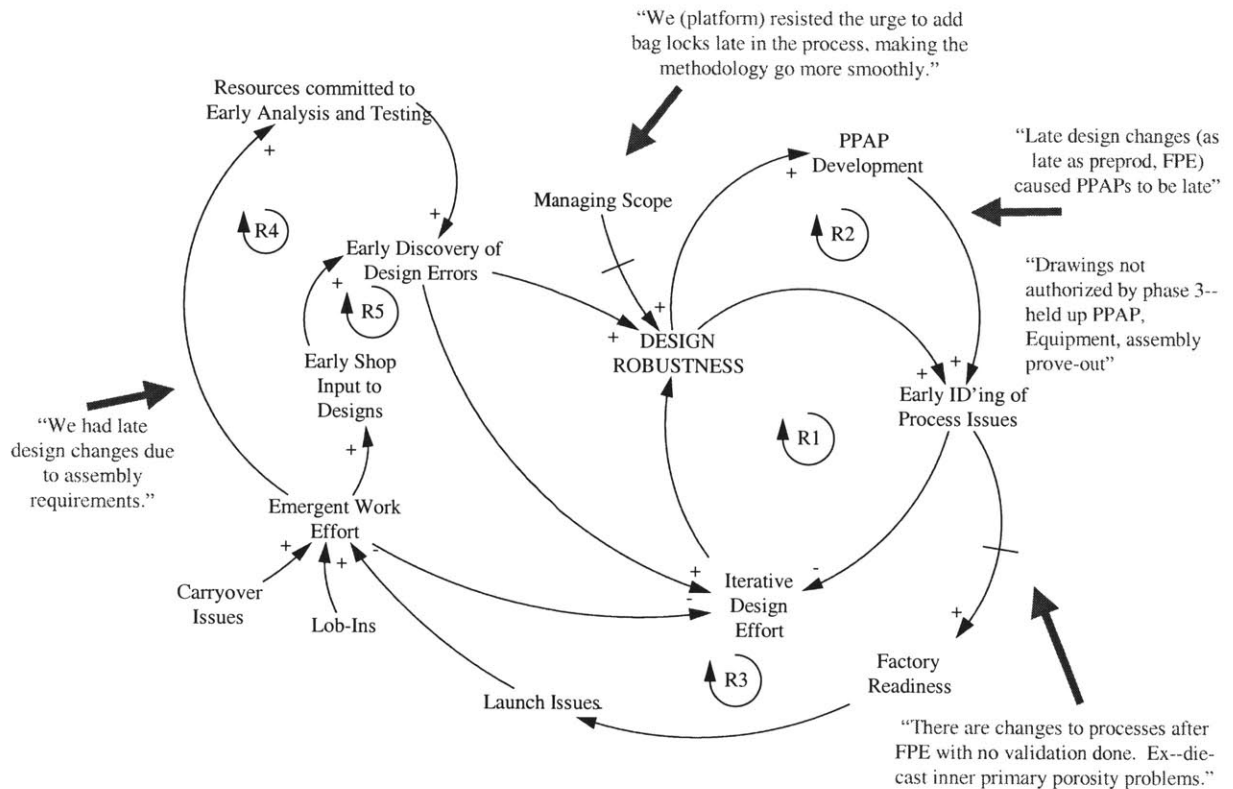 “We (platform) resisted the urge to add
bag locks late in the process, making the
methodology go more smoothly.”
Resources committed to
Early Analysis and Testing
+
PPAP
Development
+
“Late design changes (as
late as preprod, FPE)
caused PPAPs to be late”
Managing Scope
R4
R2
+
Early Discovery of
Design Errors
+
R5
“Drawings not
authorized by phase 3--
held up PPAP,
Equipment, assembly
prove-out”
+
+
DESIGN
ROBUSTNESS
Early Shop
Input to
Designs
+
+
Early ID’ing of
Process Issues
R1
“We had late
design changes due
to assembly
requirements.”
+
Emergent Work
Effort
+
+
-
Carryover
Issues
Lob-Ins
+
-
-
Iterative
Design
Effort
+
R3
Factory
Readiness
Launch Issues
-
“There are changes to processes after
FPE with no validation done.  Ex--die-
cast inner primary porosity problems.”